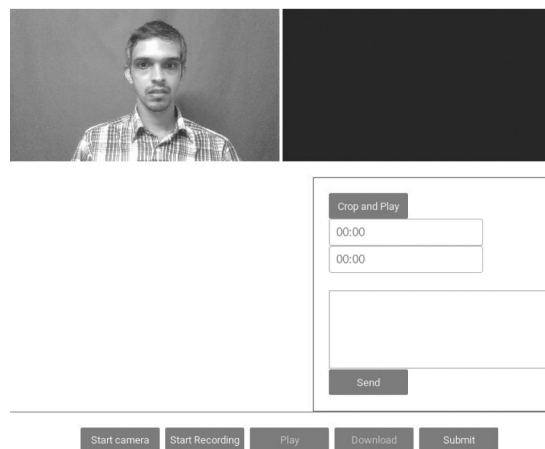 Crop and Play
00:00
00:00
Send
Start camera
Start Recording
Play
Download
Submit